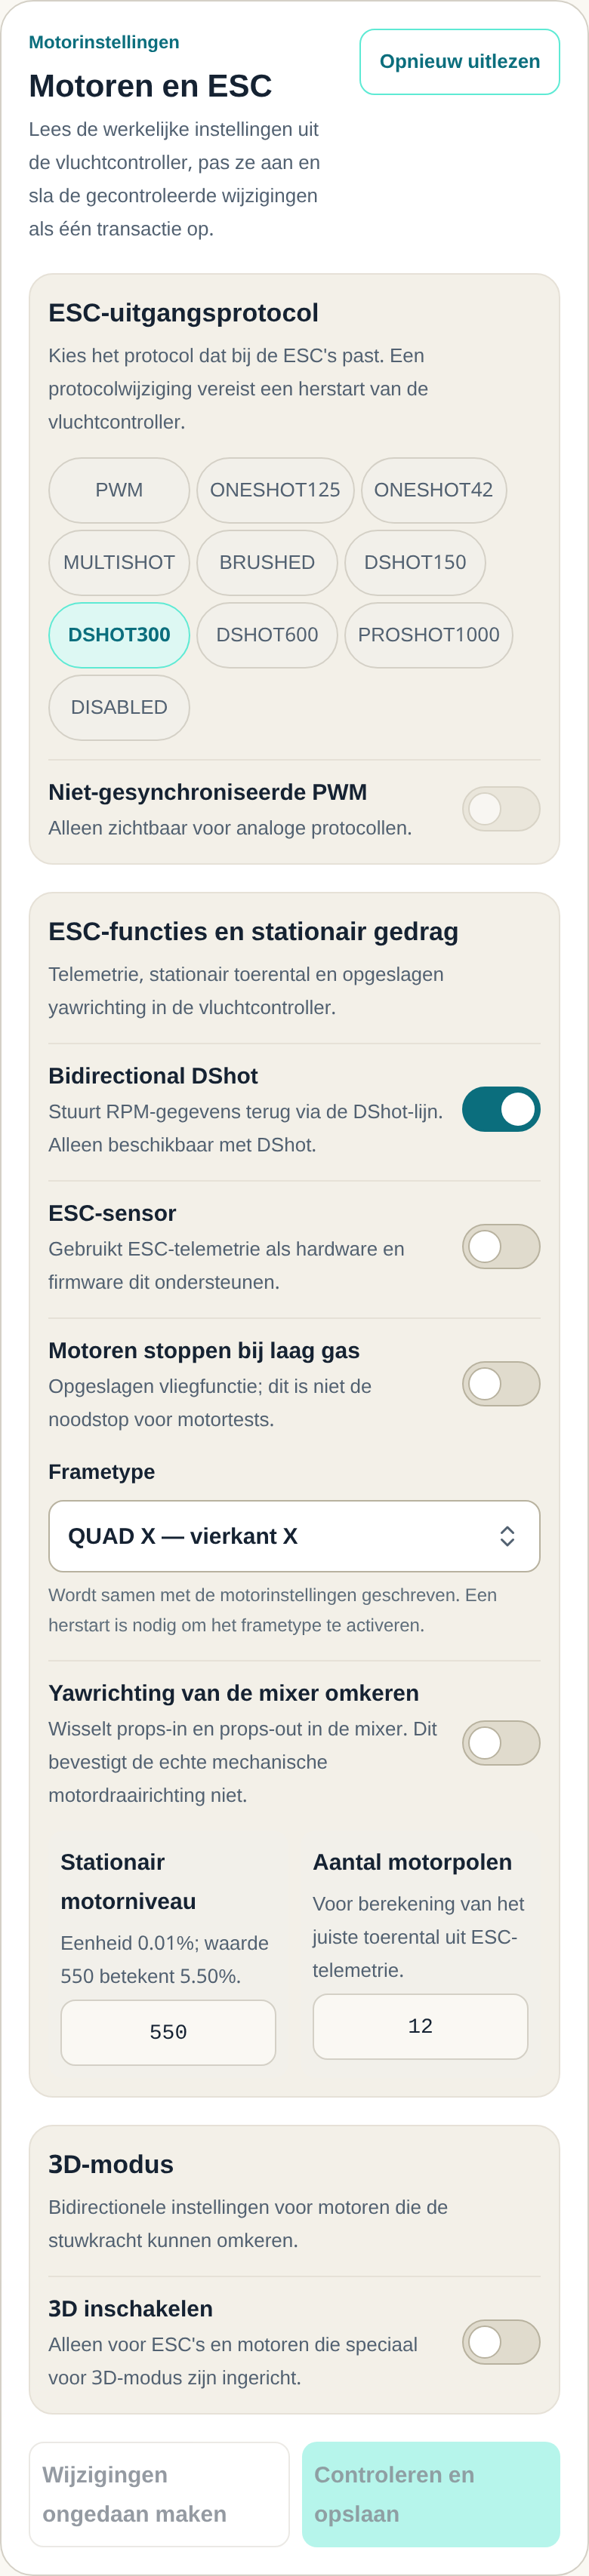 Motorinstellingen
Motoren en ESC
Opnieuw uitlezen
Lees de werkelijke instellingen uit
de vluchtcontroller, pas ze aan en
sla de gecontroleerde wijzigingen
als één transactie op.
ESC-uitgangsprotocol
Kies het protocol dat bij de ESC's past. Een
protocolwijziging vereist een herstart van de
vluchtcontroller.
PWM ONESHOT125 ONESHOT42
MULTISHOT BRUSHED DSHOT150
DSHOT300 DSHOT600 PROSHOT1000
DISABLED
Niet-gesynchroniseerde PWM
Alleen zichtbaar voor analoge protocollen.
ESC-functies en stationair gedrag
Telemetrie, stationair toerental en opgeslagen
yawrichting in de vluchtcontroller.
Bidirectional DShot
Stuurt RPM-gegevens terug via de DShot-lijn.
Alleen beschikbaar met DShot.
ESC-sensor
Gebruikt ESC-telemetrie als hardware en
firmware dit ondersteunen.
Motoren stoppen bij laag gas
Opgeslagen vliegfunctie; dit is niet de
noodstop voor motortests.
Frametype
QUAD X — vierkant X
Wordt samen met de motorinstellingen geschreven. Een
herstart is nodig om het frametype te activeren.
Yawrichting van de mixer omkeren
Wisselt props-in en props-out in de mixer. Dit
bevestigt de echte mechanische
motordraairichting niet.
Stationair
motorniveau
Eenheid 0.01%; waarde
550 betekent 5.50%.
550
Aantal motorpolen
Voor berekening van het
juiste toerental uit ESC-
telemetrie.
12
3D-modus
Bidirectionele instellingen voor motoren die de
stuwkracht kunnen omkeren.
3D inschakelen
Alleen voor ESC's en motoren die speciaal
voor 3D-modus zijn ingericht.
Wijzigingen
ongedaan maken
Controleren en
opslaan